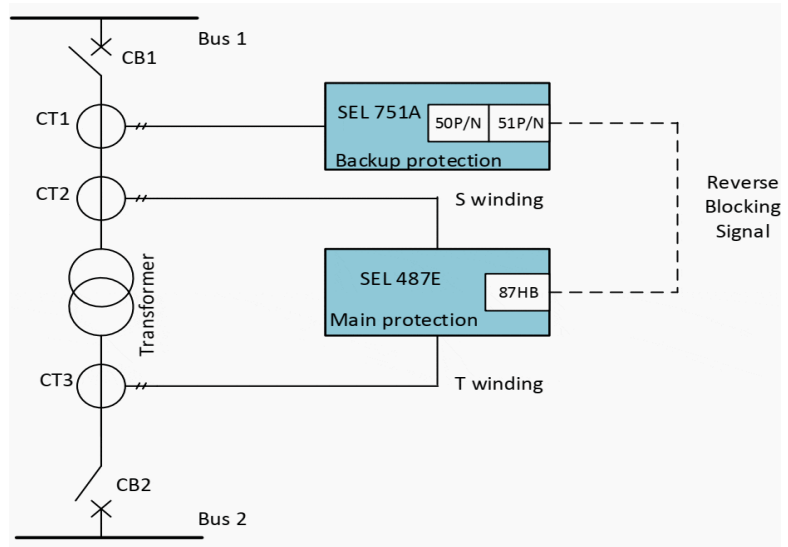 Bus 1
CB1
CT1
SEL 751A
50P/N
51P/N
Backup protection
CT2
S winding
Reverse
Blocking
Signal
Transformer
SEL 487E
87HB
Main protection
CT3
T winding
CB2
Bus 2